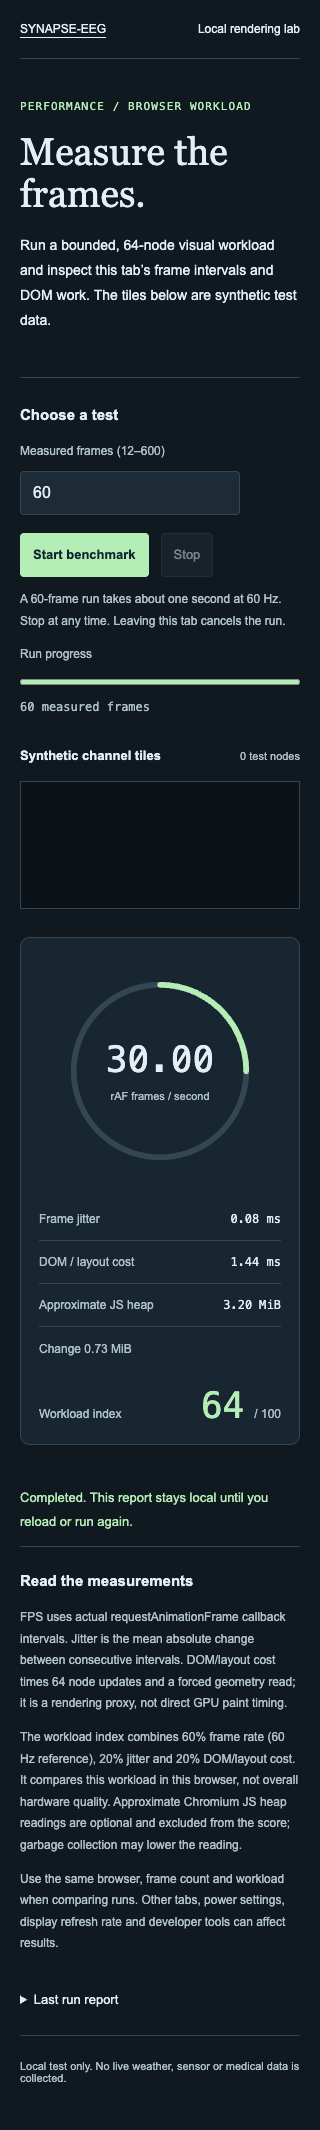 SYNAPSE-EEG
Local rendering lab
PERFORMANCE / BROWSER WORKLOAD
Measure the
frames.
Run a bounded, 64-node visual workload
and inspect this tab’s frame intervals and
DOM work. The tiles below are synthetic test
data.
Choose a test
Measured frames (12–600)
60
Start benchmark
Stop
A 60-frame run takes about one second at 60 Hz.
Stop at any time. Leaving this tab cancels the run.
Run progress
60 measured frames
Synthetic channel tiles
0 test nodes
30.00
rAF frames / second
Frame jitter
0.08 ms
DOM / layout cost
1.44 ms
Approximate JS heap
3.20 MiB
Change 0.73 MiB
Workload index
64 / 100
Completed. This report stays local until you
reload or run again.
Read the measurements
FPS uses actual requestAnimationFrame callback
intervals. Jitter is the mean absolute change
between consecutive intervals. DOM/layout cost
times 64 node updates and a forced geometry read;
it is a rendering proxy, not direct GPU paint timing.
The workload index combines 60% frame rate (60
Hz reference), 20% jitter and 20% DOM/layout cost.
It compares this workload in this browser, not overall
hardware quality. Approximate Chromium JS heap
readings are optional and excluded from the score;
garbage collection may lower the reading.
Use the same browser, frame count and workload
when comparing runs. Other tabs, power settings,
display refresh rate and developer tools can affect
results.
Last run report
Local test only. No live weather, sensor or medical data is
collected.